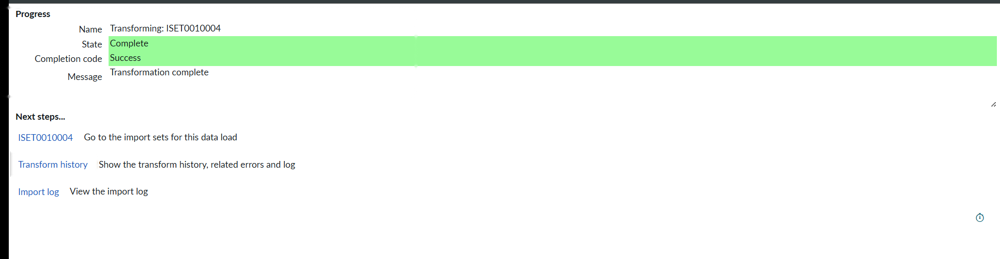 Progress
Name Transforming: ISET0010004
State Complete
Completion code Success
Message Transformation complete
Next steps...
ISET0010004 Go to the import sets for this data load
Transform history Show the transform history, related errors and log
Import log View the import log